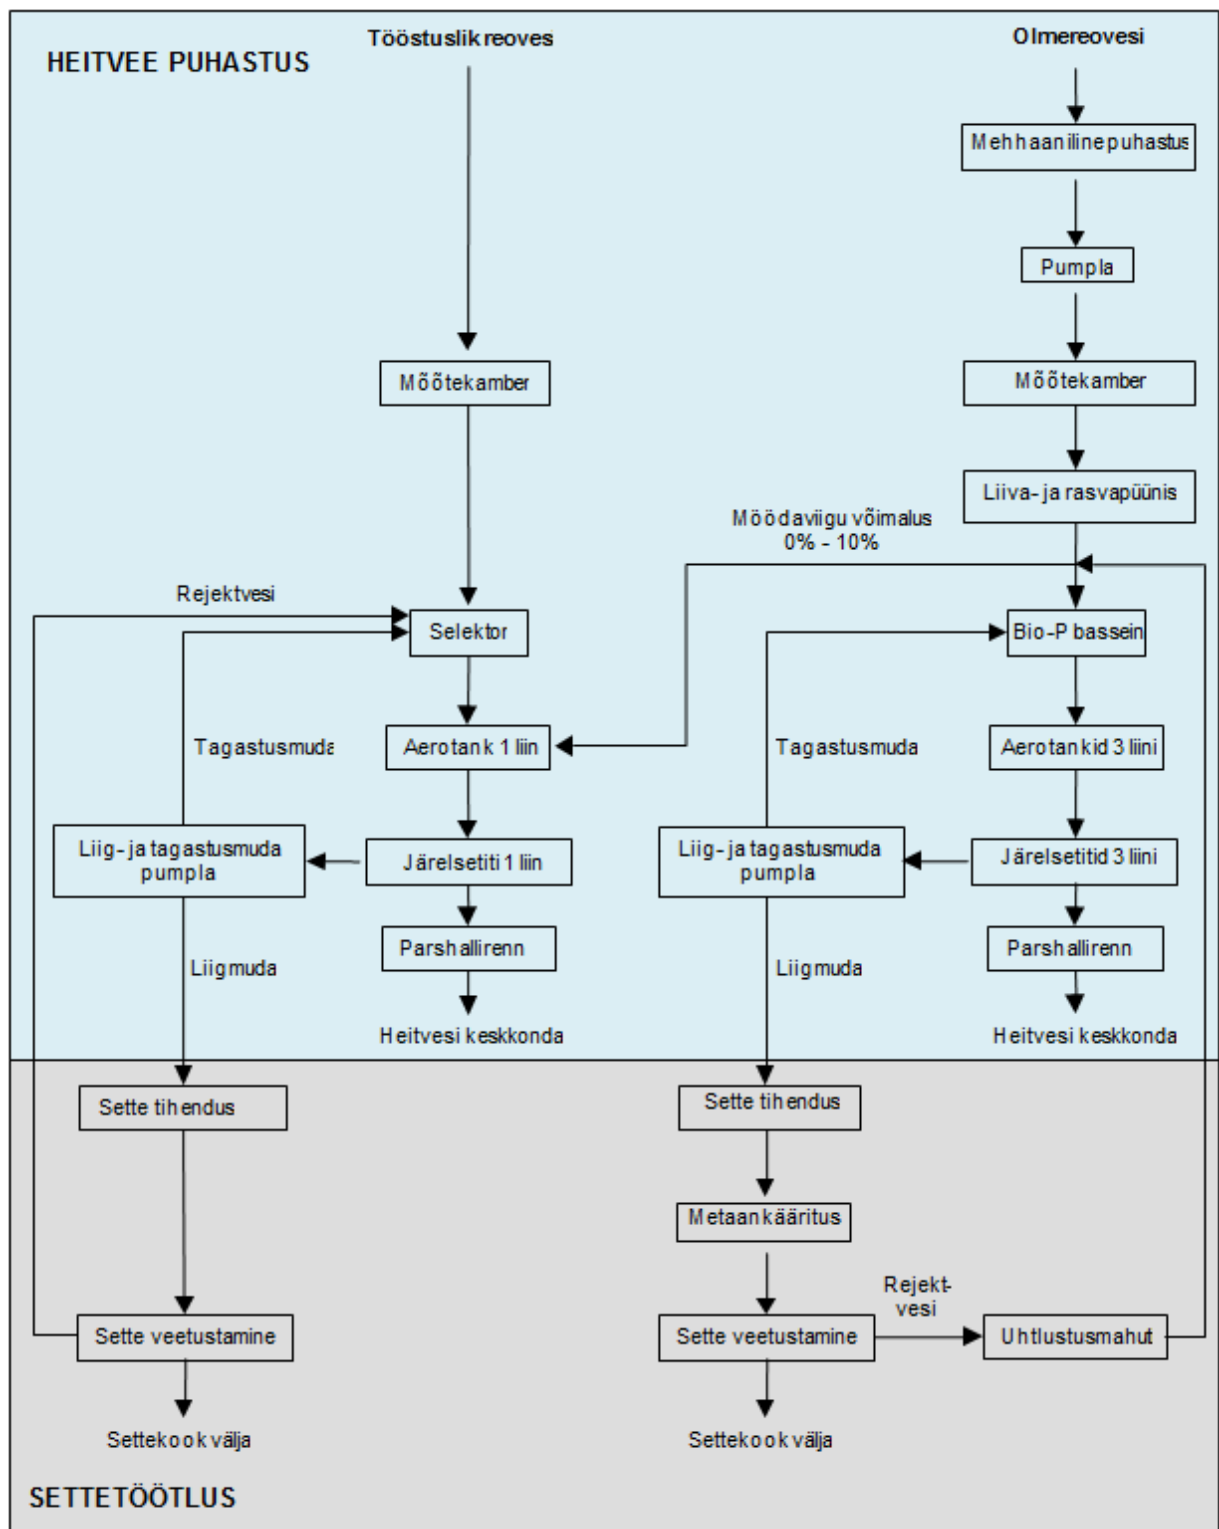 HEITVEE PUHASTUS
Tööstuslik reoves
Olmereovesi
Mehhaaniline puhastus
Pumpla
Mõõtekamber
Mõõtekamber
Liiva- ja rasvapüünis
Möödaviigu võimalus
0% - 10%
Rejektvesi
Selektor
Bio-P bassein
Tagastusmuda
Aerotank 1 liin
Tagastusmuda
Aerotankid 3 liini
Liig- ja tagastusmuda
pumpla
Järelsetiti 1 liin
Liig- ja tagastusmuda
pumpla
Järelsetitid 3 liini
Parshallirenn
Parshallirenn
Liigmuda
Liigmuda
Heitvesi keskkonda
Heitvesi keskkonda
Sette tihendus
Sette tihendus
Metaankääritus
Rejekt-
vesi
Sette veetustamine
Sette veetustamine
Uhtlustusmahut
Settekook välja
Settekook välja
SETTETÖÖTLUS